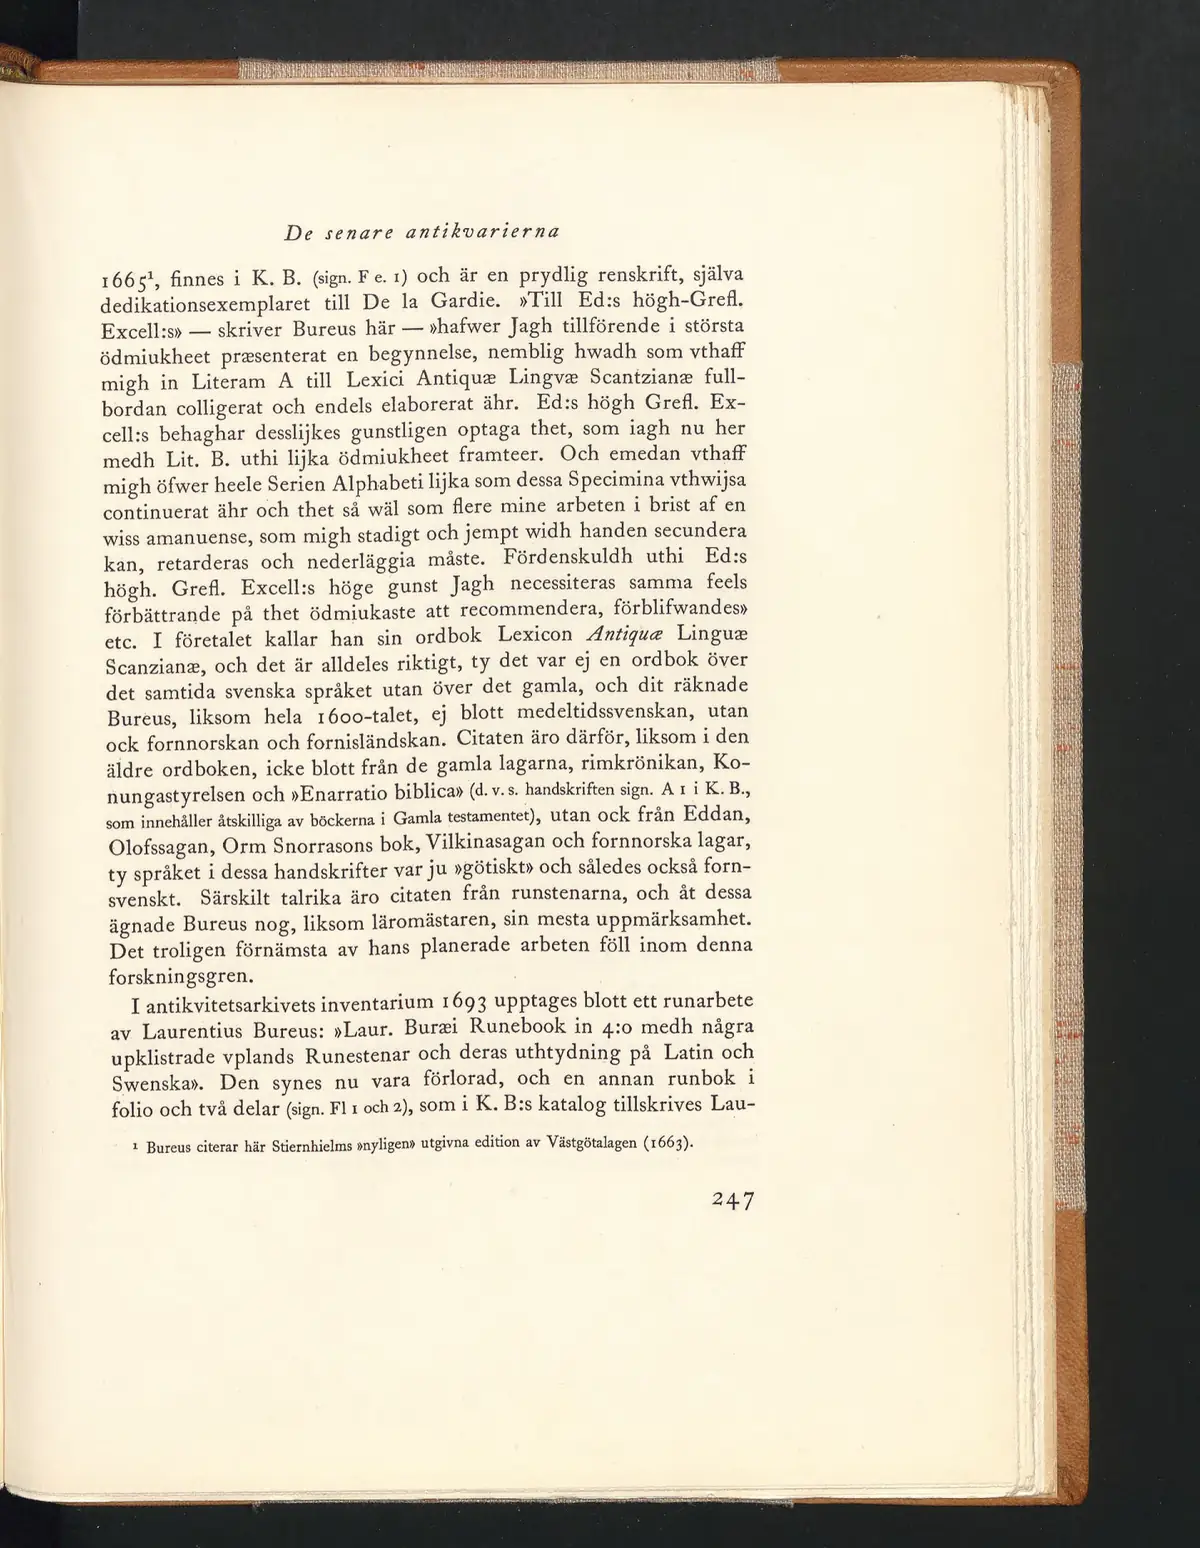 De senare antikvarierna
1665¹, finnes i K. B. (sign. F e. 1) och är en prydlig renskrift, själva
dedikationsexemplaret till De la Gardie. »Till Ed:s högh-Grefl.
Excell:s» — skriver Bureus här — »hafwer Jagh tillförende i största
ödmiukheet præsenterat en begynnelse, nemblig hwadh som vthaff
migh in Literam A till Lexici Antiquæ Lingvæ Scantzianæ full-
bordan colligerat och endels elaborerat ähr. Ed:s högh Grefl. Ex-
cell:s behaghar desslijkes gunstligen optaga thet, som iagh nu her
medh Lit. B. uthi lijka ödmiukheet framteer. Och emedan vthaff
migh öfwer heele Serien Alphabeti lijka som dessa Specimina vthwijsa
continuerat ähr och thet så wäl som flere mine arbeten i brist af en
wiss amanuense, som migh stadigt och jempt widh handen secundera
kan, retarderas och nederläggia måste. Fördenskuldh uthi Ed:s
högh. Grefl. Excell:s höge gunst Jagh necessiteras samma feels
förbättrande på thet ödmiukaste att recommendera, förblifwandes»
etc. I företalet kallar han sin ordbok Lexicon Antiquæ Linguæ
Scanzianæ, och det är alldeles riktigt, ty det var ej en ordbok över
det samtida svenska språket utan över det gamla, och dit räknade
Bureus, liksom hela 1600-talet, ej blott medeltidssvenskan, utan
ock fornnorskan och fornisländskan. Citaten äro därför, liksom i den
äldre ordboken, icke blott från de gamla lagarna, rimkrönikan, Ko-
nungastyrelsen och »Enarratio biblica» (d. v. s. handskriften sign. A 1 i K. B.,
som innehåller åtskilliga av böckerna i Gamla testamentet), utan ock från Eddan,
Olofssagan, Orm Snorrasons bok, Vilkinasagan och fornnorska lagar,
ty språket i dessa handskrifter var ju »götiskt» och således också forn-
svenskt. Särskilt talrika äro citaten från runstenarna, och åt dessa
ägnade Bureus nog, liksom läromästaren, sin mesta uppmärksamhet.
Det troligen förnämsta av hans planerade arbeten föll inom denna
forskningsgren.
I antikvitetsarkivets inventarium 1693 upptages blott ett runarbete
av Laurentius Bureus: »Laur. Buræi Runebook in 4:o medh några
upklistrade vplands Runestenar och deras uthtydning på Latin och
Swenska». Den synes nu vara förlorad, och en annan runbok i
folio och två delar (sign. Fl 1 och 2), som i K. B:s katalog tillskrives Lau-
¹ Bureus citerar här Stiernhielms »nyligen» utgivna edition av Västgötalagen (1663).
247